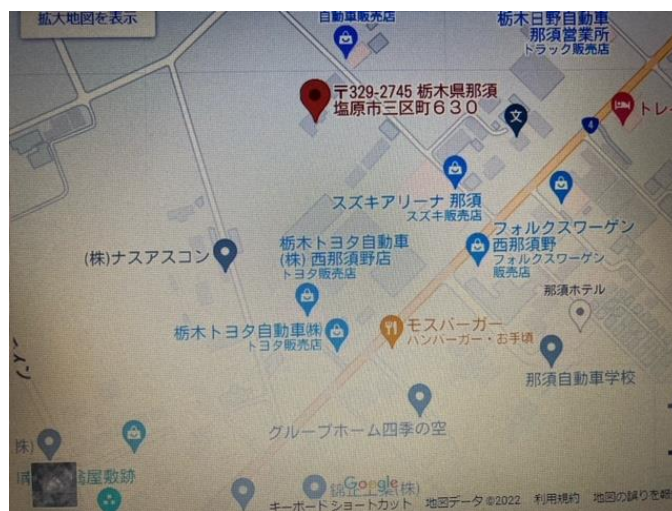 拡大地図を表示
自動車販売店
栃木日野自動車
那須営業所
トラック販売店
〒329-2745 栃木県那須
塩原市三区町630
トレ
文
4
スズキアリーナ 那須
スズキ販売店
フォルクスワーゲン
西那須野
フォルクスワーゲン
販売店
栃木トヨタ自動車
(株) 西那須野店
トヨタ販売店
(株)ナスアスコン
那須ホテル
栃木トヨタ自動車㈱
トヨタ販売店
モスバーガー
ハンバーガー・お手頃
那須自動車学校
グループホーム四季の空
株)
屋敷跡
Google
キーボード ショートカット 地図データ ©2022 利用規約 地図の誤りを報